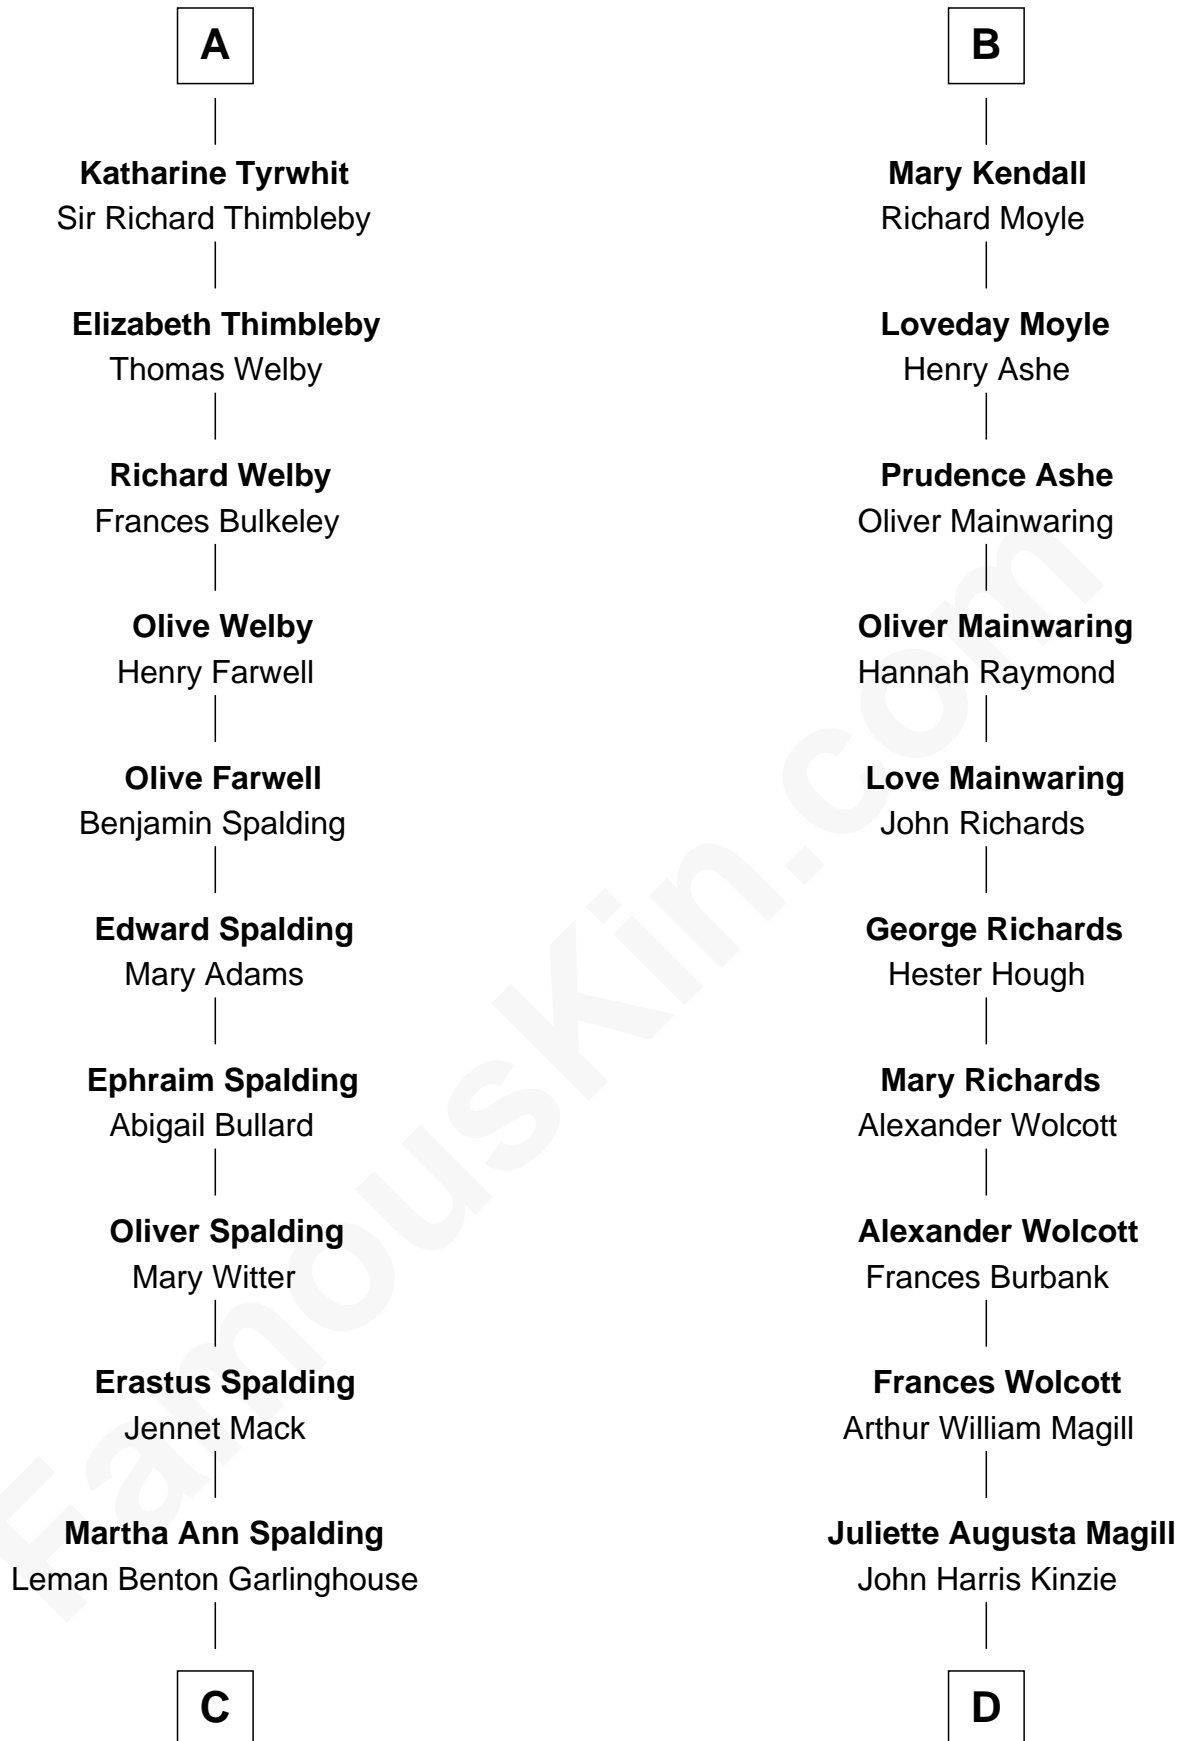 A
Katharine Tyrwhit
Sir Richard Thimbleby
Elizabeth Thimbleby
Thomas Welby
Richard Welby
Frances Bulkeley
Olive Welby
Henry Farwell
Olive Farwell
Benjamin Spalding
Edward Spalding
Mary Adams
Ephraim Spalding
Abigail Bullard
Oliver Spalding
Mary Witter
Erastus Spalding
Jennet Mack
Martha Ann Spalding
Leman Benton Garlinghouse
C
B
Mary Kendall
Richard Moyle
Loveday Moyle
Henry Ashe
Prudence Ashe
Oliver Mainwaring
Oliver Mainwaring
Hannah Raymond
Love Mainwaring
John Richards
George Richards
Hester Hough
Mary Richards
Alexander Wolcott
Alexander Wolcott
Frances Burbank
Frances Wolcott
Arthur William Magill
Juliette Augusta Magill
John Harris Kinzie
D
FamousKin.com